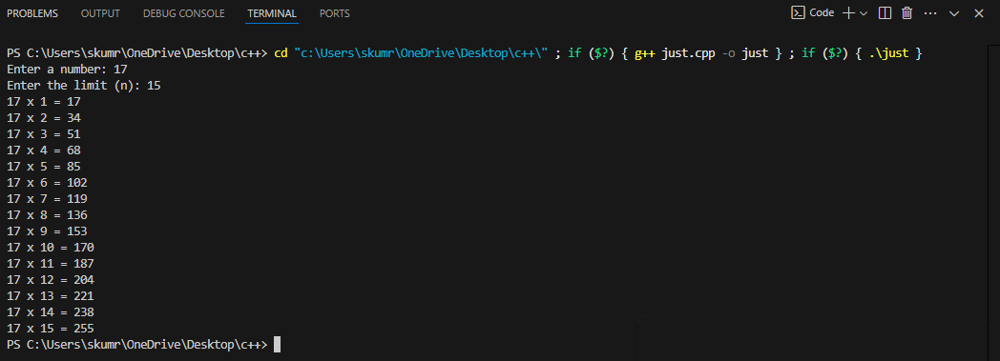 PROBLEMS OUTPUT DEBUG CONSOLE TERMINAL PORTS Code
PS C:\Users\skumr\OneDrive\Desktop\c++> cd "c:\Users\skumr\OneDrive\Desktop\c++\" ; if ($?) { g++ just.cpp -o just } ; if ($?) { .\just }
Enter a number: 17
Enter the limit (n): 15
17 x 1 = 17
17 x 2 = 34
17 x 3 = 51
17 x 4 = 68
17 x 5 = 85
17 x 6 = 102
17 x 7 = 119
17 x 8 = 136
17 x 9 = 153
17 x 10 = 170
17 x 11 = 187
17 x 12 = 204
17 x 13 = 221
17 x 14 = 238
17 x 15 = 255
PS C:\Users\skumr\OneDrive\Desktop\c++>